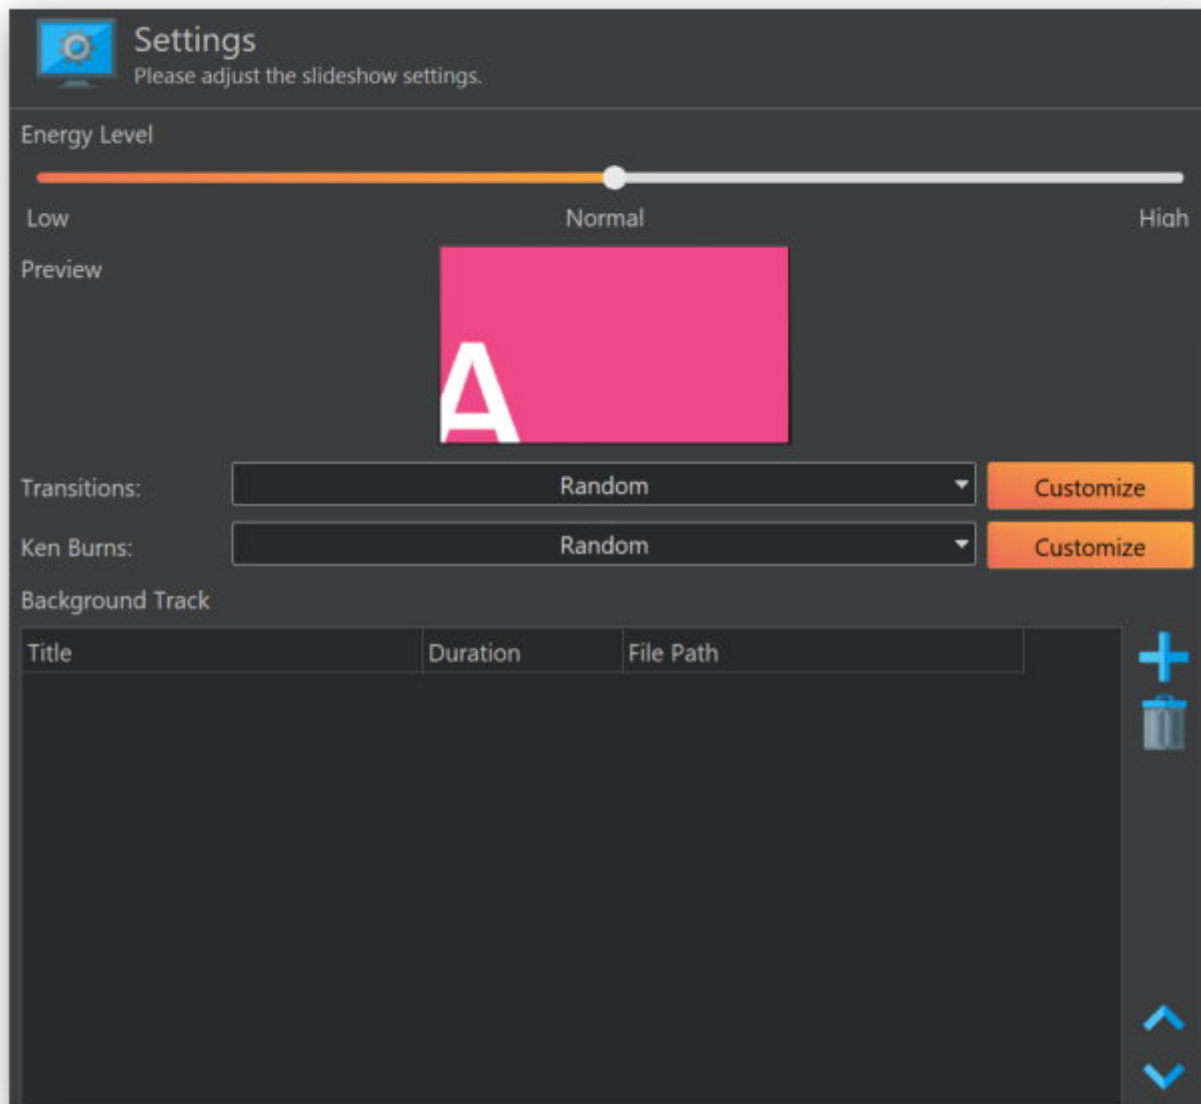 Settings
Please adjust the slideshow settings.
Energy Level
Low Normal High
Preview
A
Transitions: Random Customize
Ken Burns: Random Customize
Background Track
Title Duration File Path